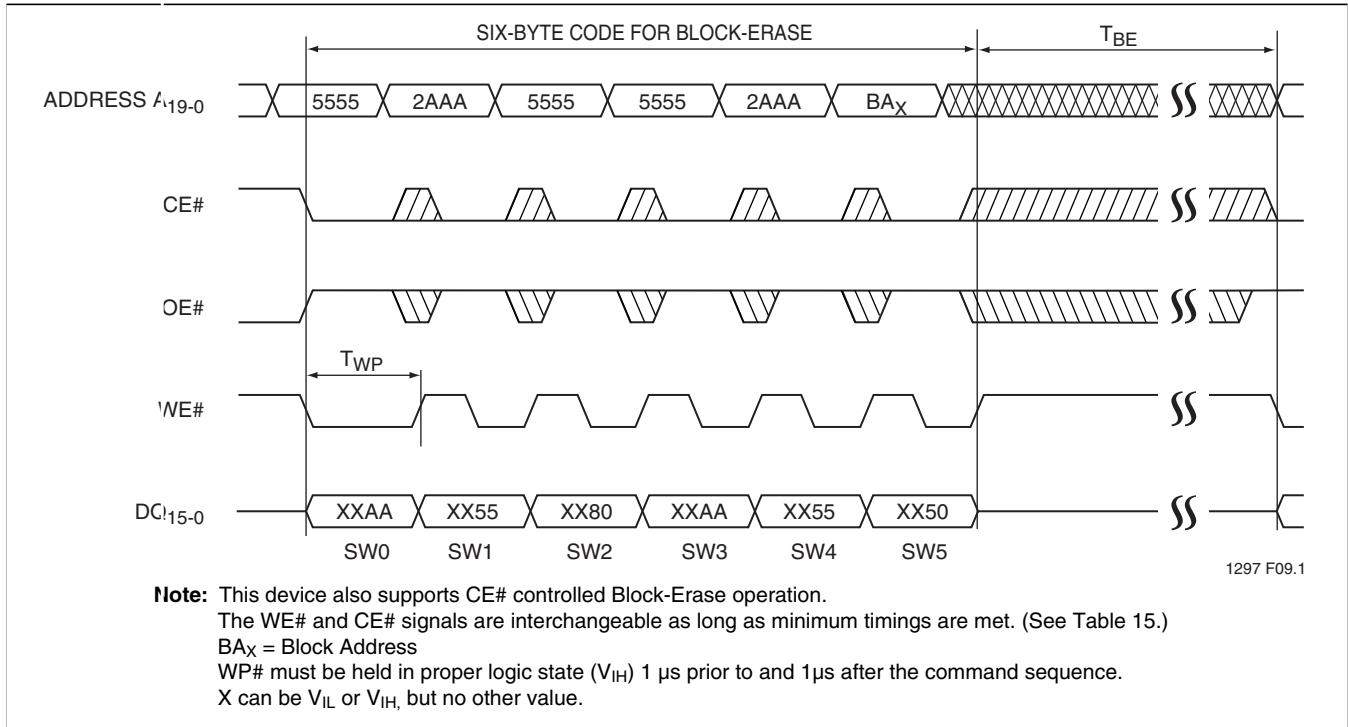 SIX-BYTE CODE FOR BLOCK-ERASE TBE
ADDRESS A19-0 5555 2AAA 5555 5555 2AAA BAX
CE#
OE#
TWP
WE#
DQ15-0 XXAA XX55 XX80 XXAA XX55 XX50
SW0 SW1 SW2 SW3 SW4 SW5
1297 F09.1
Note: This device also supports CE# controlled Block-Erase operation.
The WE# and CE# signals are interchangeable as long as minimum timings are met. (See Table 15.)
BAX = Block Address
WP# must be held in proper logic state (VIH) 1 µs prior to and 1µs after the command sequence.
X can be VIL or VIH, but no other value.